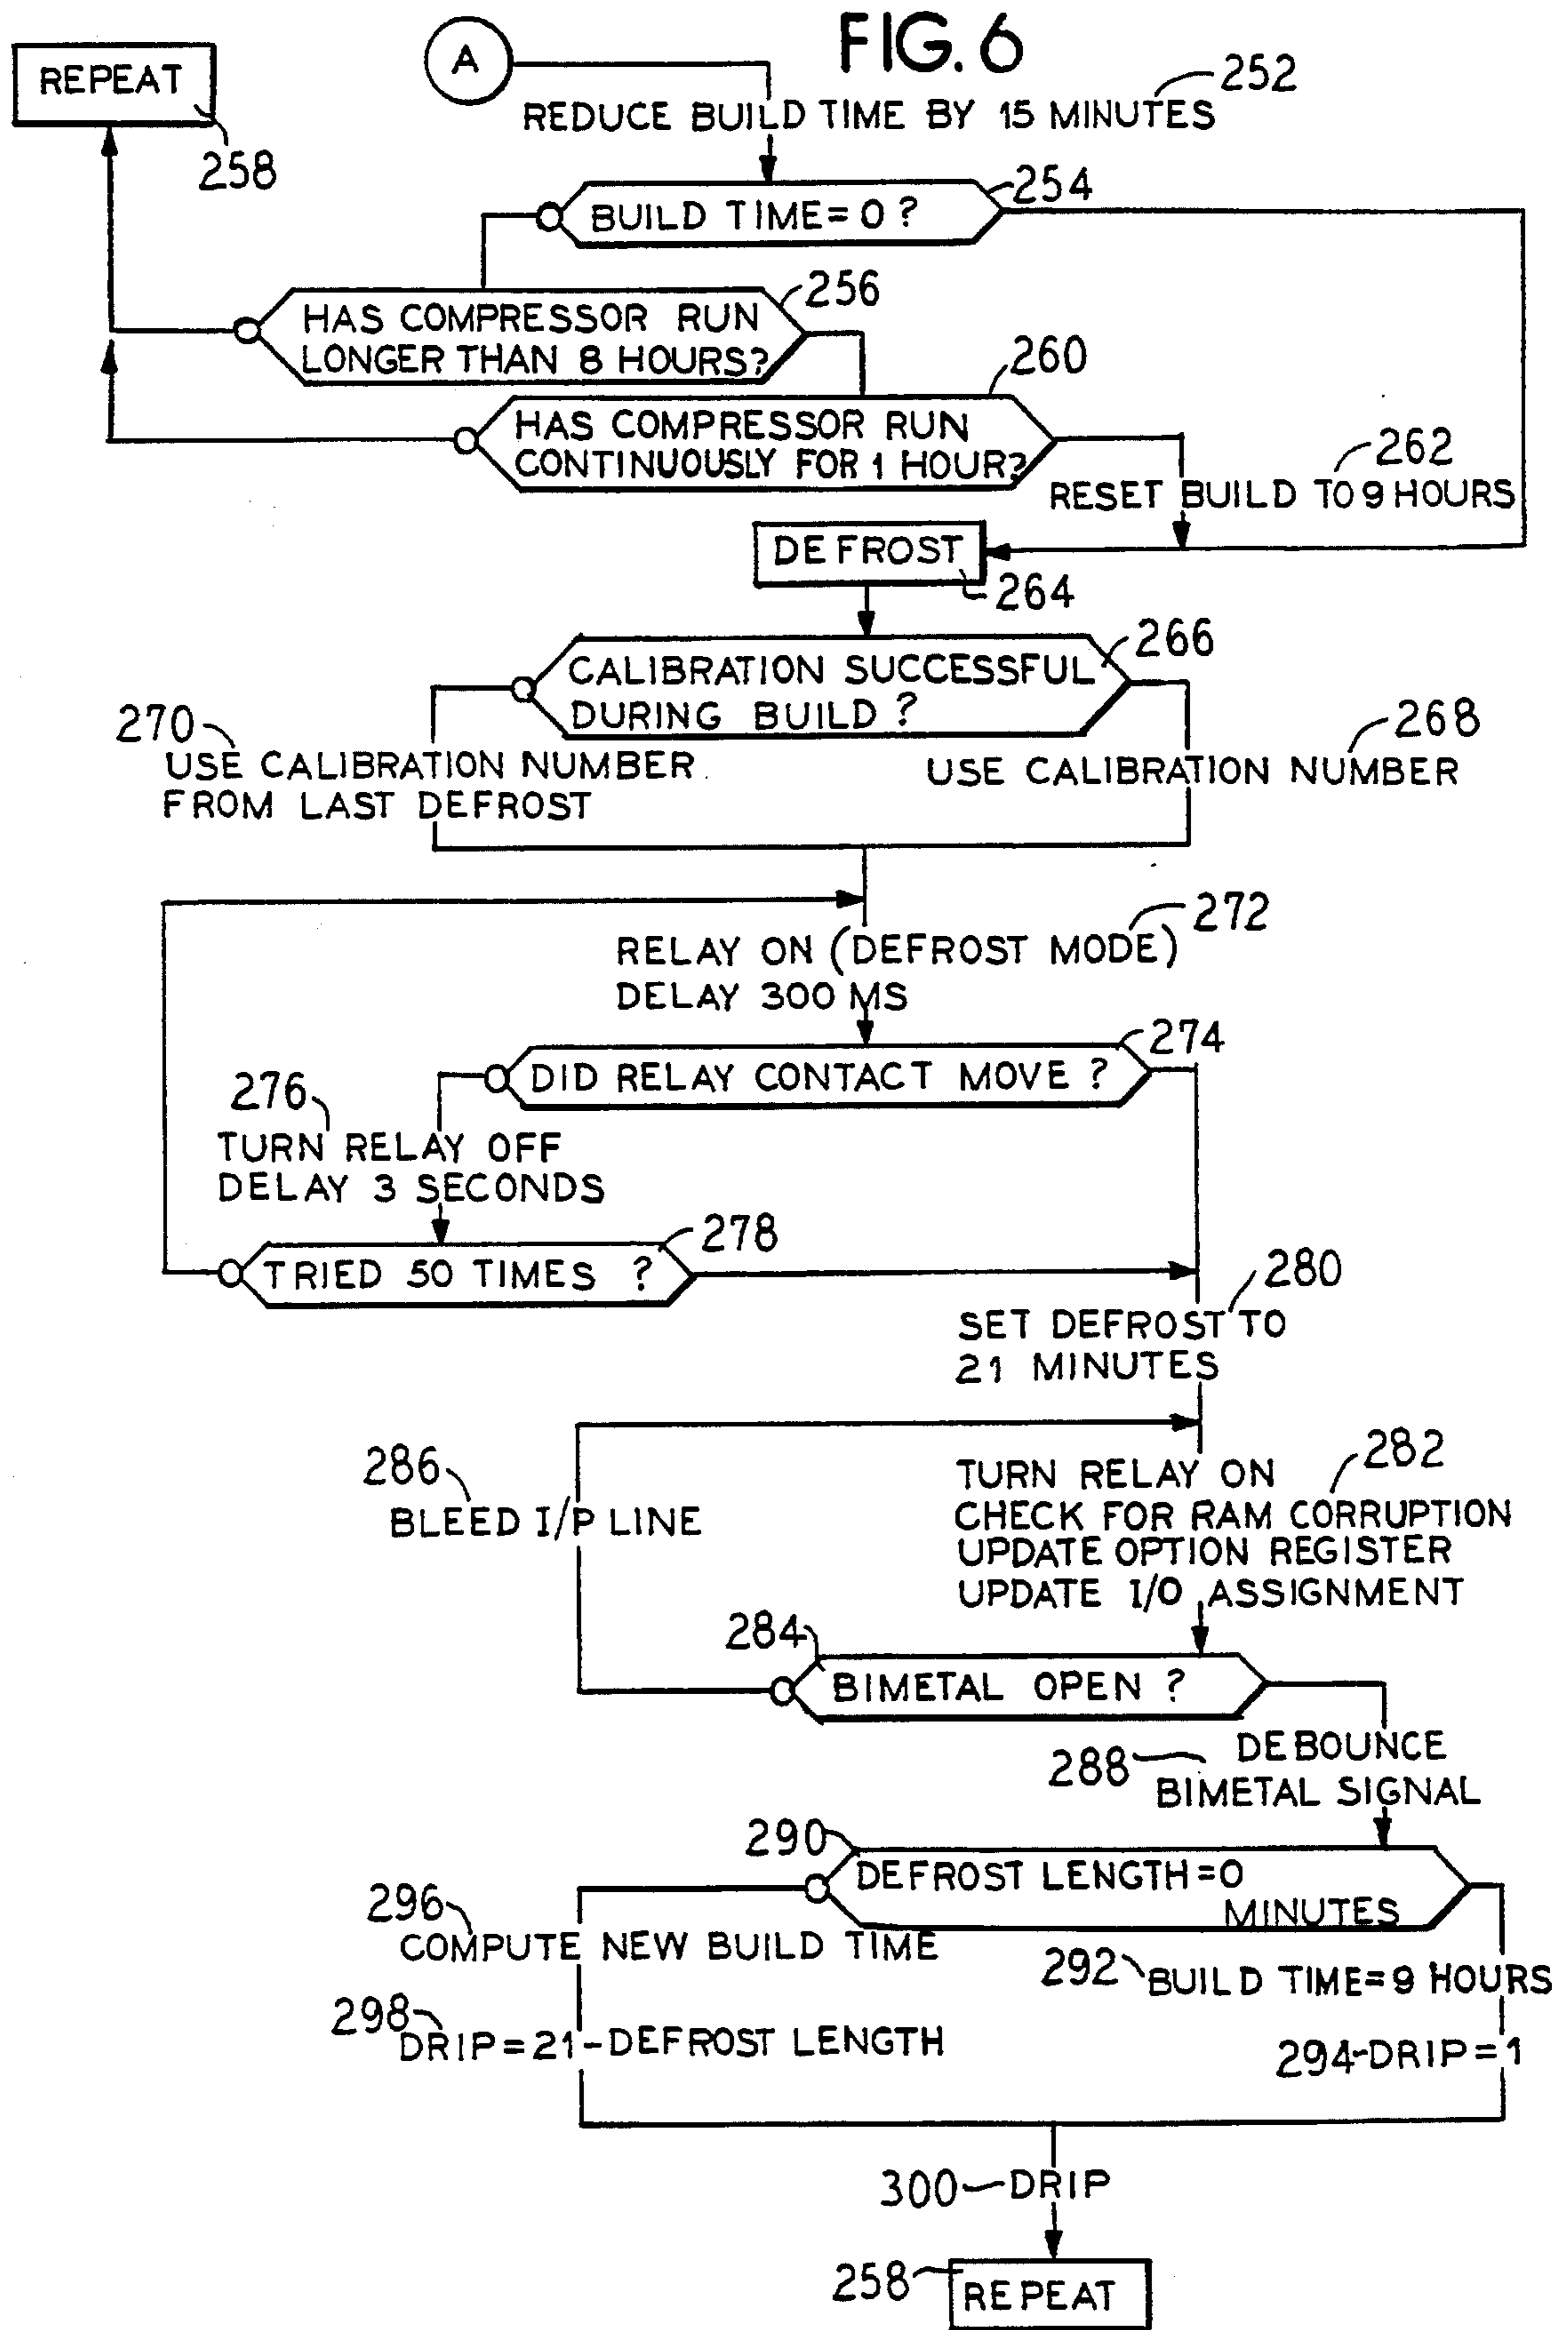 FIG. 6
REPEAT
258
A
252
REDUCE BUILD TIME BY 15 MINUTES
254
BUILD TIME = 0 ?
256
HAS COMPRESSOR RUN
LONGER THAN 8 HOURS?
260
HAS COMPRESSOR RUN
CONTINUOUSLY FOR 1 HOUR?
262
RESET BUILD TO 9 HOURS
DEFROST
264
266
CALIBRATION SUCCESSFUL
DURING BUILD ?
270
USE CALIBRATION NUMBER
FROM LAST DEFROST
268
USE CALIBRATION NUMBER
272
RELAY ON (DEFROST MODE)
DELAY 300 MS
274
DID RELAY CONTACT MOVE ?
276
TURN RELAY OFF
DELAY 3 SECONDS
278
TRIED 50 TIMES ?
280
SET DEFROST TO
21 MINUTES
286
BLEED I/P LINE
282
TURN RELAY ON
CHECK FOR RAM CORRUPTION
UPDATE OPTION REGISTER
UPDATE I/O ASSIGNMENT
284
BIMETAL OPEN ?
288
DEBOUNCE
BIMETAL SIGNAL
290
DEFROST LENGTH = 0
MINUTES
296
COMPUTE NEW BUILD TIME
292
BUILD TIME = 9 HOURS
298
DRIP = 21 - DEFROST LENGTH
294 DRIP = 1
300 DRIP
258
REPEAT